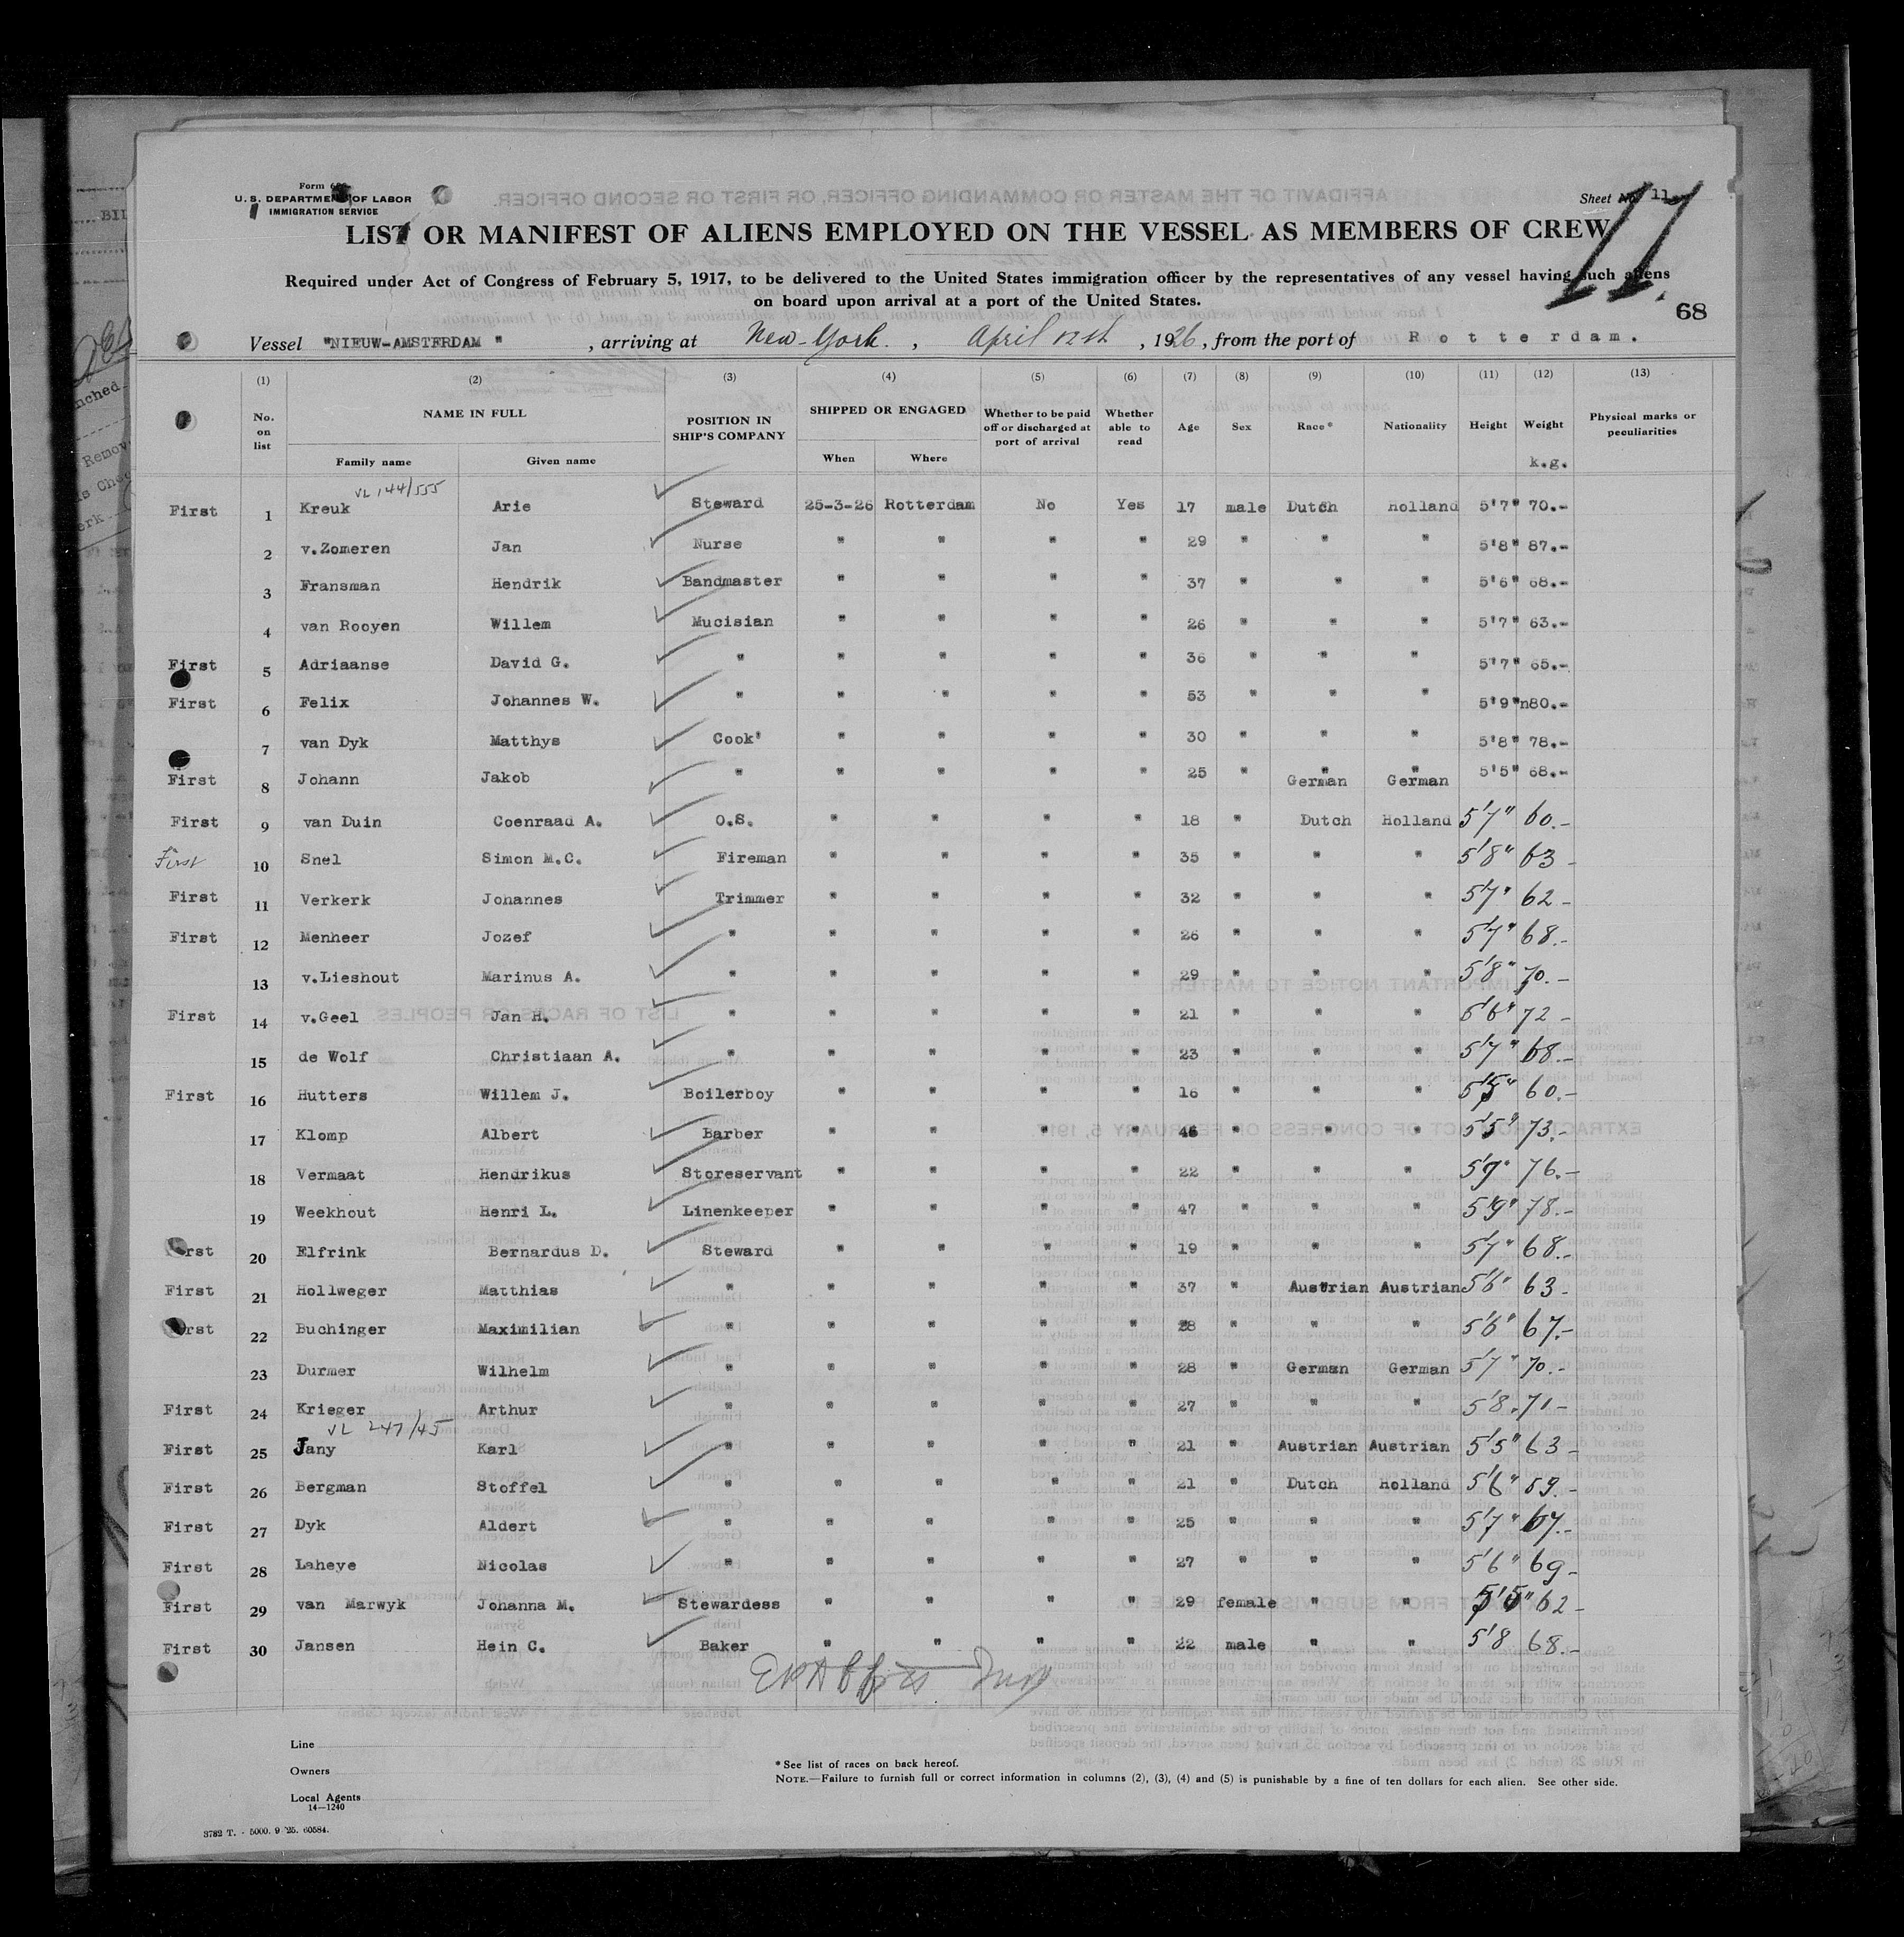 Form 680
U. S. DEPARTMENT OF LABOR
IMMIGRATION SERVICE
Sheet No. 11
11
LIST OR MANIFEST OF ALIENS EMPLOYED ON THE VESSEL AS MEMBERS OF CREW
Required under Act of Congress of February 5, 1917, to be delivered to the United States immigration officer by the representatives of any vessel having such aliens
on board upon arrival at a port of the United States.
68
Vessel "NIEUW-AMSTERDAM ", arriving at New-York., April 12th, 1926, from the port of Rotterdam.
(1) (2) (3) (4) (5) (6) (7) (8) (9) (10) (11) (12) (13)
No. on list NAME IN FULL Family name Given name POSITION IN SHIP'S COMPANY SHIPPED OR ENGAGED When Where Whether to be paid off or discharged at port of arrival Whether able to read Age Sex Race* Nationality Height Weight k.g. Physical marks or peculiarities
VL 144/555
First 1 Kreuk Arie Steward 25-3-26 Rotterdam No Yes 17 male Dutch Holland 5'7" 70.-
2 v.Zomeren Jan Nurse " " " " 29 " " " 5'8" 87.-
3 Fransman Hendrik Bandmaster " " " " 37 " " " 5'6" 68.-
4 van Rooyen Willem Mucisian " " " " 26 " " " 5'7" 63.-
First 5 Adriaanse David G. " " " " " 36 " " " 5'7" 65.-
First 6 Felix Johannes W. " " " " " 53 " " " 5'9"n80.-
7 van Dyk Matthys Cook' " " " " 30 " " " 5'8" 78.-
First 8 Johann Jakob " " " " " 25 " German German 5'5" 68.-
First 9 van Duin Coenraad A. O.S. " " " " 18 " Dutch Holland 5'7" 60.-
First 10 Snel Simon M.C. Fireman " " " " 35 " " " 5'8" 63 -
First 11 Verkerk Johannes Trimmer " " " " 32 " " " 5'7" 62 -
First 12 Menheer Jozef " " " " " 26 " " " 5'7" 68.-
13 v.Lieshout Marinus A. " " " " " 29 " " " 5'8" 70.-
First 14 v.Geel Jan H. " " " " " 21 " " " 5'6" 72 -
15 de Wolf Christiaan A. " " " " " 23 " " " 5'7" 68.-
First 16 Hutters Willem J. Boilerboy " " " " 16 " " " 5'5" 60.-
17 Klomp Albert Barber " " " " " " " 5'5" 73.-
18 Vermaat Hendrikus Storeservant " " " " 22 " " " 5'9" 76.-
19 Weekhout Henri L. Linenkeeper " " " " 47 " " " 5'9" 78.-
First 20 Elfrink Bernardus D. Steward " " " " 19 " " " 5'7" 68.-
First 21 Hollweger Matthias " " " " " 37 " Austrian Austrian 5'6" 63 -
First 22 Buchinger Maximilian " " " " " 28 " " " 5'6" 67.-
23 Durmer Wilhelm " " " " " 28 " German German 5'7" 70.-
First 24 Krieger Arthur " " " " " 27 " " " 5'8. 71 -
VL 247/45
First 25 Jany Karl " " " " " 21 " Austrian Austrian 5'5" 63 -
First 26 Bergman Stoffel " " " " " 21 " Dutch Holland 5'6" 59.-
First 27 Dyk Aldert " " " " " 25 " " " 5'7" 67.-
First 28 Laheye Nicolas " " " " " 27 " " " 5'6" 69 -
First 29 van Marwyk Johanna M. Stewardess " " " " 29 female " " 5'5" 62 -
First 30 Jansen Hein C. Baker " " " " 22 male " " 5'8 68.-
Line
Owners
Local Agents
14—1240
* See list of races on back hereof.
NOTE.—Failure to furnish full or correct information in columns (2), (3), (4) and (5) is punishable by a fine of ten dollars for each alien. See other side.
3782 T. - 5000. 9 '25. 60584.